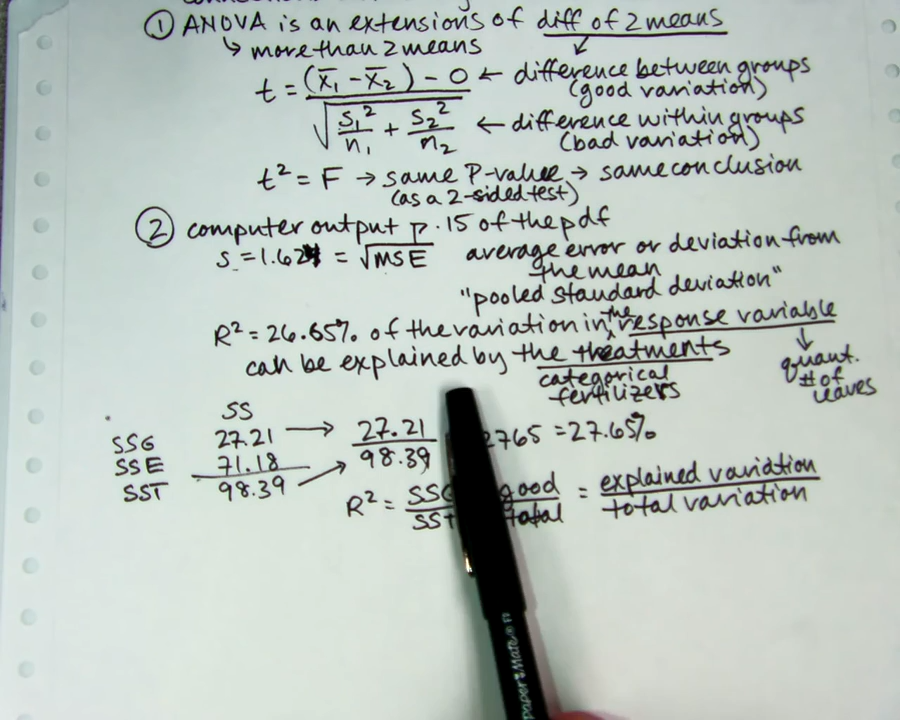 ① ANOVA is an extensions of diff of 2 means
↳ more than 2 means
t = (x̄₁ - x̄₂) - 0 ← difference between groups
(good variation)
√ s₁²/n₁ + s₂²/n₂ ← difference within groups
(bad variation)
t² = F → same P-value → same conclusion
(as a 2-sided test)
② computer output p. 15 of the pdf
s = 1.62 = √MSE average error or deviation from
the mean
"pooled standard deviation"
R² = 26.65% of the variation in the response variable
can be explained by the treatments
quant.
# of
leaves
categorical
fertilizers
SS
SSG 27.21 → 27.21
SSE 71.18 98.39 2765 = 27.65%
SST 98.39
R² = SSG/SST good/total = explained variation/total variation
Paper Mate